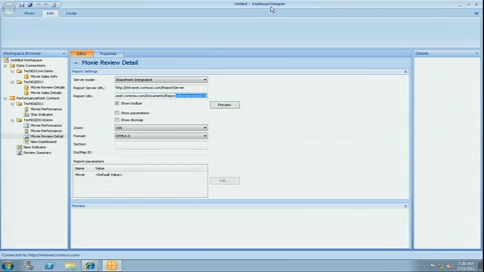 Untitled - Dashboard Designer
Home Edit Create
Workspace Browser
Untitled Workspace
Data Connections
Movie Sales Info
Movie Review Details
Movie Sales Details
PerformancePoint Content
Movie Performance
Star Indicator
Movie Performance
Movie Performance
Movie Review Detail
New Dashboard
New Indicator
Review Summary
Editor Properties
Movie Review Detail
Report Settings
Server mode: SharePoint Integrated
Report Server URL: http://intranet.contoso.com/ReportServer
Report URL:
Show toolbar
Preview
Show parameters
Show docmap
Zoom: 100
Format: HTML4.0
Section:
DocMap ID:
Report parameters
Name Value
Movie <Default Value>
Edit...
Preview
Details
Connected to http://intranet.contoso.com/